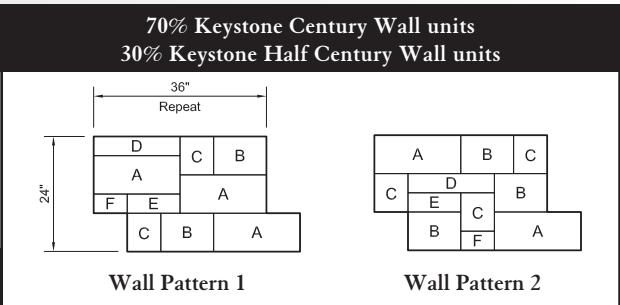 70% Keystone Century Wall units
30% Keystone Half Century Wall units
36"
Repeat
24"
D
C
B
A
A
F
E
C
B
A
Wall Pattern 1
A
B
C
C
D
B
E
C
B
F
A
Wall Pattern 2